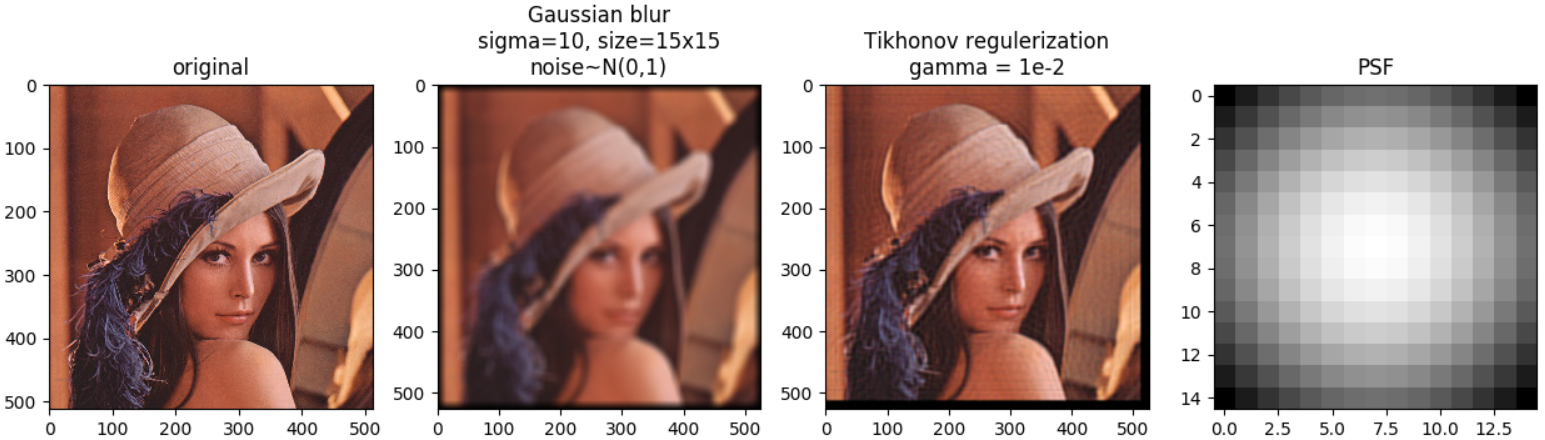 original
0
100
200
300
400
500
0 100 200 300 400 500
Gaussian blur
sigma=10, size=15x15
noise~N(0,1)
0
100
200
300
400
500
0 100 200 300 400 500
Tikhonov regulerization
gamma = 1e-2
0
100
200
300
400
500
0 100 200 300 400 500
PSF
0
2
4
6
8
10
12
14
0.0 2.5 5.0 7.5 10.0 12.5